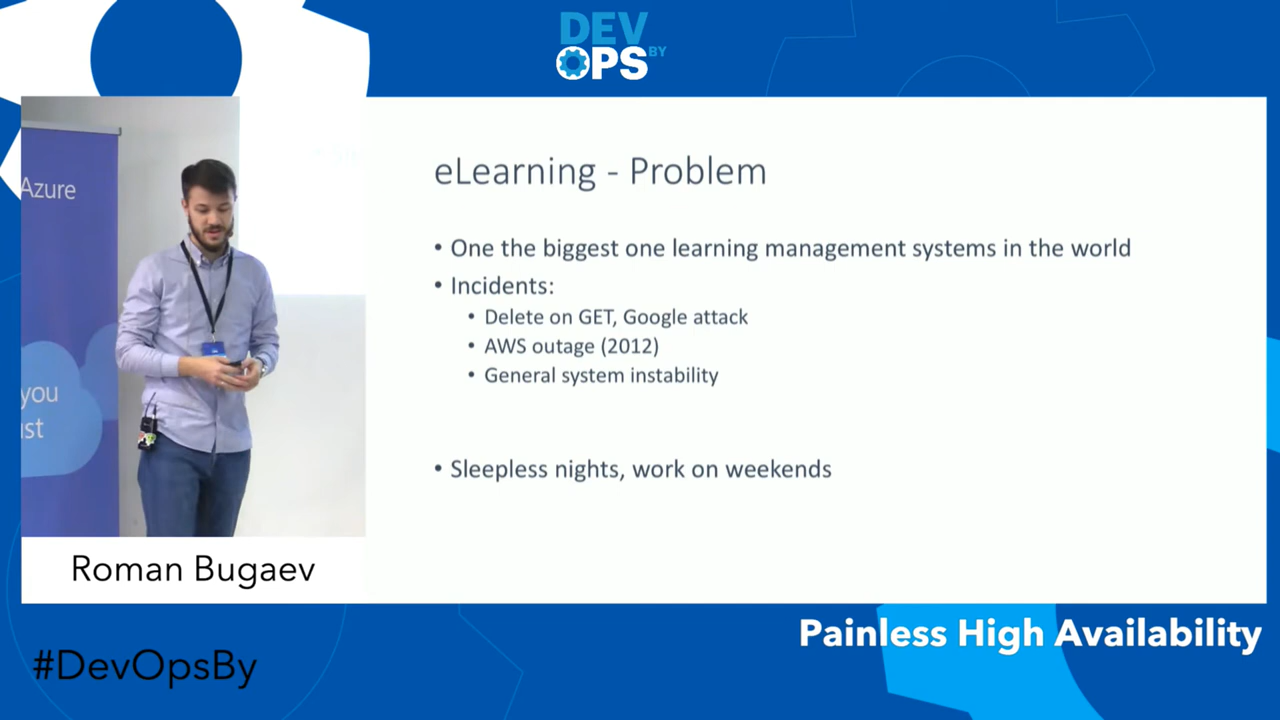 DEV
OPS BY
Azure
you
ust
eLearning - Problem
• One the biggest one learning management systems in the world
• Incidents:
• Delete on GET, Google attack
• AWS outage (2012)
• General system instability
• Sleepless nights, work on weekends
Roman Bugaev
Painless High Availability
#DevOpsBy